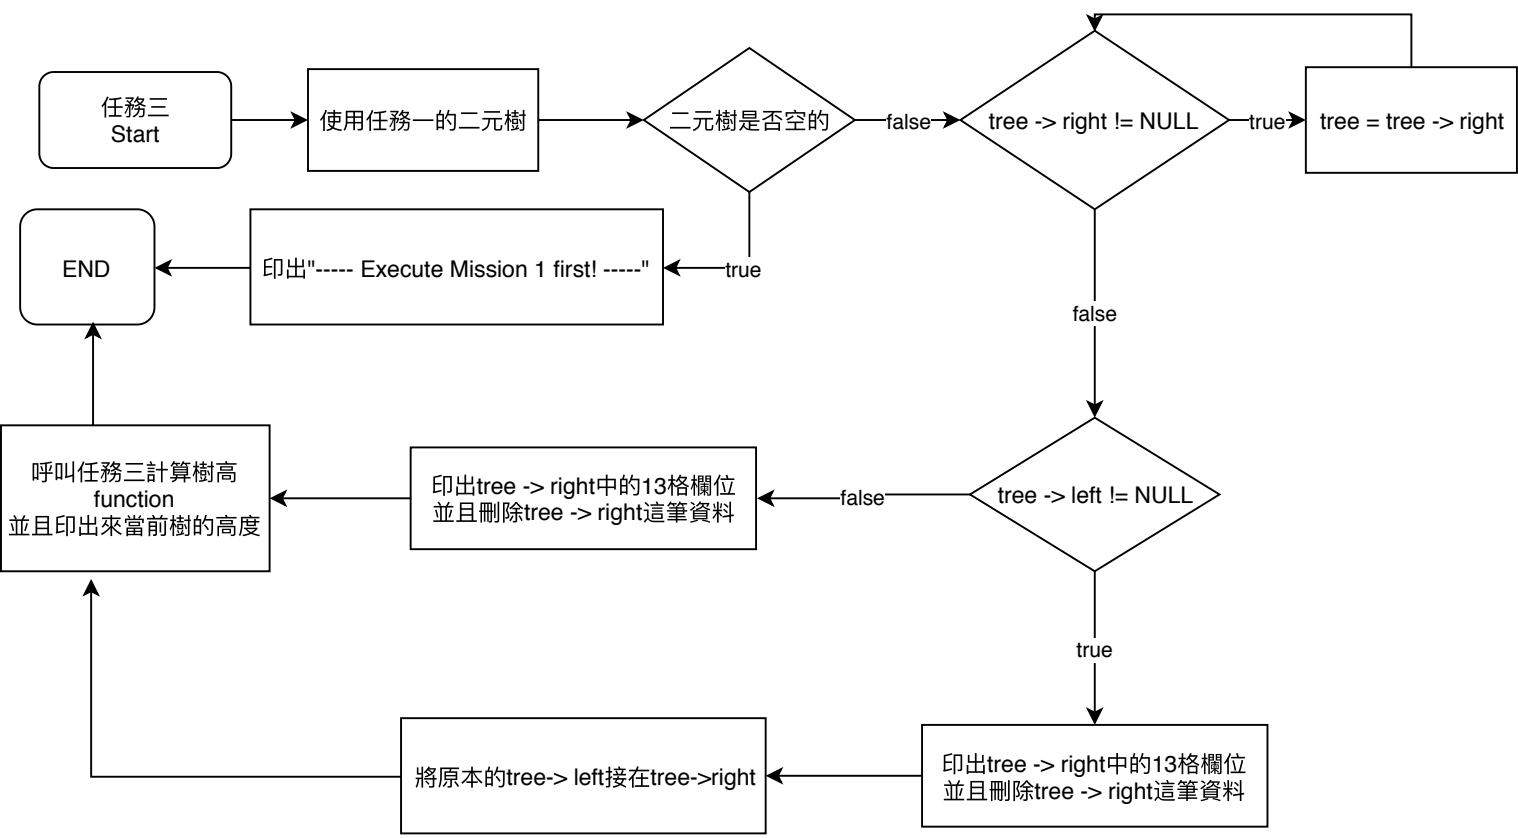 任務三
Start
使用任務一的二元樹
二元樹是否空的
false
tree -> right != NULL
true
tree = tree -> right
true
印出"----- Execute Mission 1 first! -----"
END
false
tree -> left != NULL
false
印出tree -> right中的13格欄位
並且刪除tree -> right這筆資料
呼叫任務三計算樹高
function
並且印出來當前樹的高度
true
印出tree -> right中的13格欄位
並且刪除tree -> right這筆資料
將原本的tree-> left接在tree->right